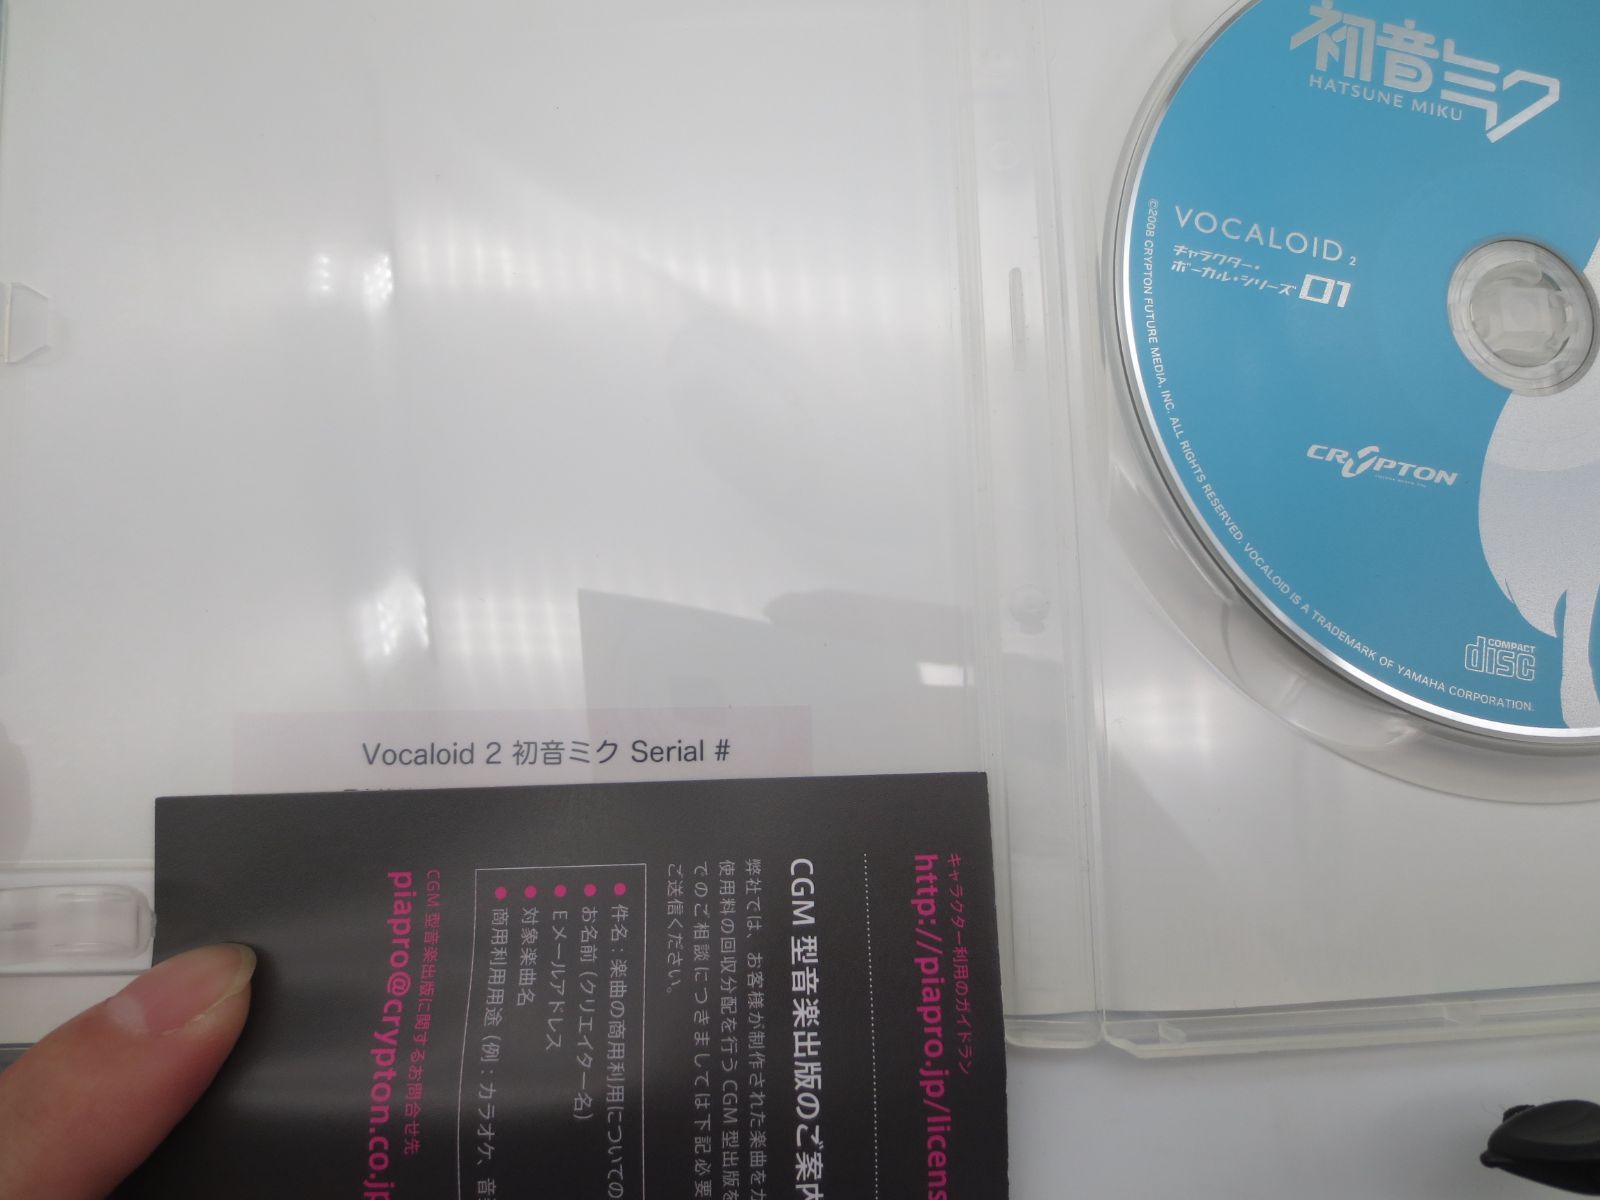 初音ミク
HATSUNE MIKU
VOCALOID 2
キャラクター・
ボーカル・シリーズ 01
©2008 CRYPTON FUTURE MEDIA, INC. ALL RIGHTS RESERVED. VOCALOID IS A TRADEMARK OF YAMAHA CORPORATION.
CRYPTON
COMPACT
disc
Vocaloid 2 初音ミク Serial #
キャラクター利用のガイドラン
http://piapro.jp/licens
CGM 型音楽出版のご案内
弊社では、お客様が制作された楽曲をカ
使用料の回収分配を行う CGM 型出版を
てのご相談につきましては下記必要
ご送信ください。
● 件名：楽曲の商用利用についての
● お名前（クリエイター名）
● Eメールアドレス
● 対象楽曲名
● 商用利用用途（例：カラオケ、音
CGM 型音楽出版に関するお問合せ先
piapro@crypton.co.jp